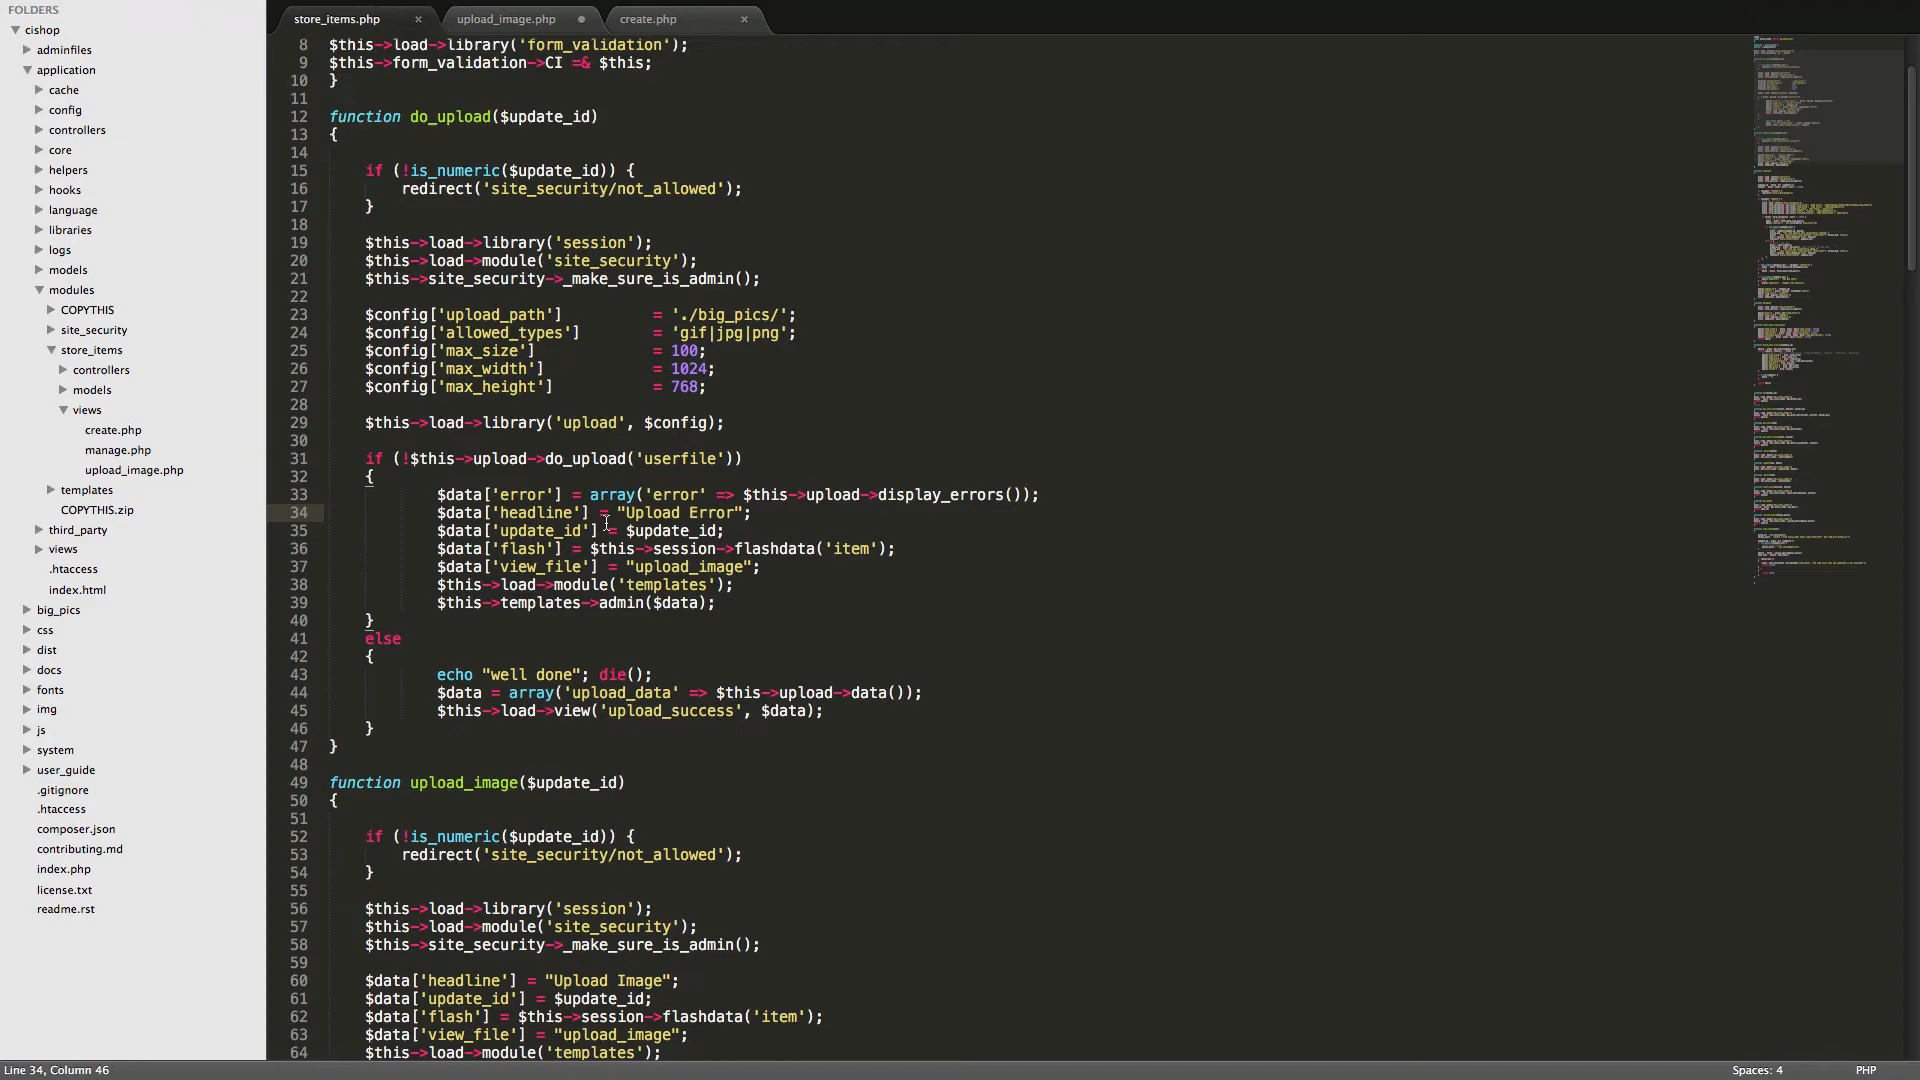 FOLDERS
cishop
adminfiles
application
cache
config
controllers
core
helpers
hooks
language
libraries
logs
models
modules
COPYTHIS
site_security
store_items
controllers
models
views
create.php
manage.php
upload_image.php
templates
COPYTHIS.zip
third_party
views
.htaccess
index.html
big_pics
css
dist
docs
fonts
img
js
system
user_guide
.gitignore
.htaccess
composer.json
contributing.md
index.php
license.txt
readme.rst
store_items.php × upload_image.php create.php ×
8 $this->load->library('form_validation');
9 $this->form_validation->CI =& $this;
10 }
11
12 function do_upload($update_id)
13 {
14
15 if (!is_numeric($update_id)) {
16 redirect('site_security/not_allowed');
17 }
18
19 $this->load->library('session');
20 $this->load->module('site_security');
21 $this->site_security->_make_sure_is_admin();
22
23 $config['upload_path'] = './big_pics/';
24 $config['allowed_types'] = 'gif|jpg|png';
25 $config['max_size'] = 100;
26 $config['max_width'] = 1024;
27 $config['max_height'] = 768;
28
29 $this->load->library('upload', $config);
30
31 if (!$this->upload->do_upload('userfile'))
32 {
33 $data['error'] = array('error' => $this->upload->display_errors());
34 $data['headline'] = "Upload Error";
35 $data['update_id'] = $update_id;
36 $data['flash'] = $this->session->flashdata('item');
37 $data['view_file'] = "upload_image";
38 $this->load->module('templates');
39 $this->templates->admin($data);
40 }
41 else
42 {
43 echo "well done"; die();
44 $data = array('upload_data' => $this->upload->data());
45 $this->load->view('upload_success', $data);
46 }
47 }
48
49 function upload_image($update_id)
50 {
51
52 if (!is_numeric($update_id)) {
53 redirect('site_security/not_allowed');
54 }
55
56 $this->load->library('session');
57 $this->load->module('site_security');
58 $this->site_security->_make_sure_is_admin();
59
60 $data['headline'] = "Upload Image";
61 $data['update_id'] = $update_id;
62 $data['flash'] = $this->session->flashdata('item');
63 $data['view_file'] = "upload_image";
64 $this->load->module('templates');
Line 34, Column 46
Spaces: 4 PHP